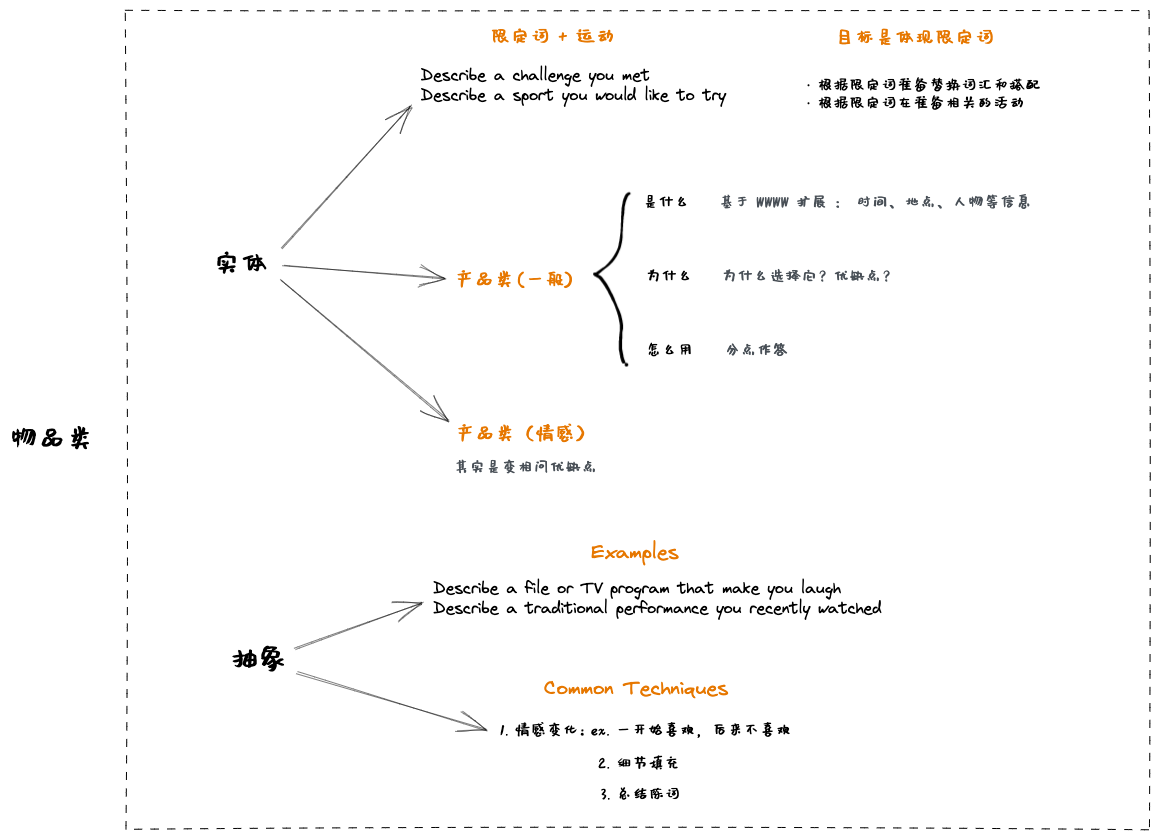 限定词 + 运动
目标是体现限定词
Describe a challenge you met
Describe a sport you would like to try
· 根据限定词准备替换词汇和搭配
· 根据限定词在准备相关的活动
是什么
基于 WWWW 扩展 : 时间、地点、人物等信息
实体
产品类(一般)
为什么
为什么选择它? 优缺点?
怎么用
分点作答
物品类
产品类 (情感)
其实是变相问优缺点
Examples
Describe a file or TV program that make you laugh
Describe a traditional performance you recently watched
抽象
Common Techniques
1. 情感变化: ex. 一开始喜欢, 后来不喜欢
2. 细节填充
3. 总结陈词